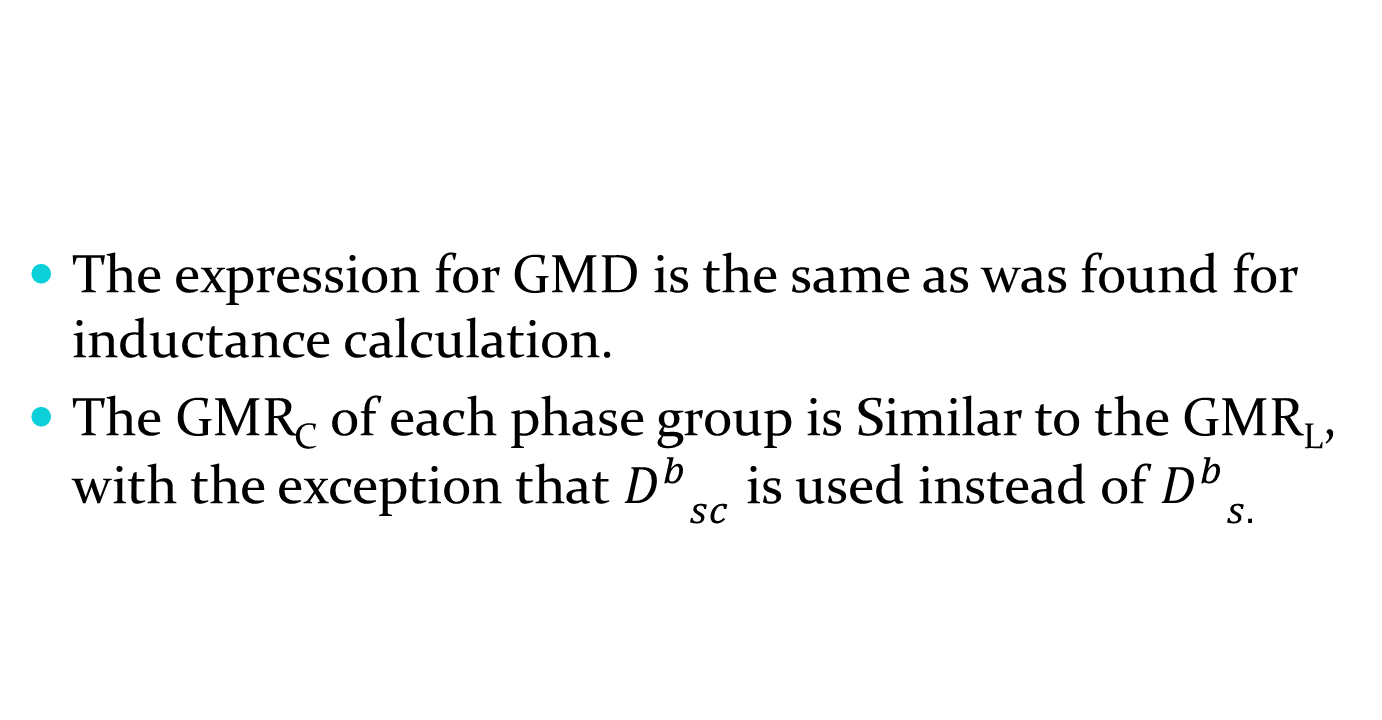 • The expression for GMD is the same as was found for
inductance calculation.
• The GMR_C of each phase group is Similar to the GMR_L,
with the exception that D^b_sc is used instead of D^b_s.